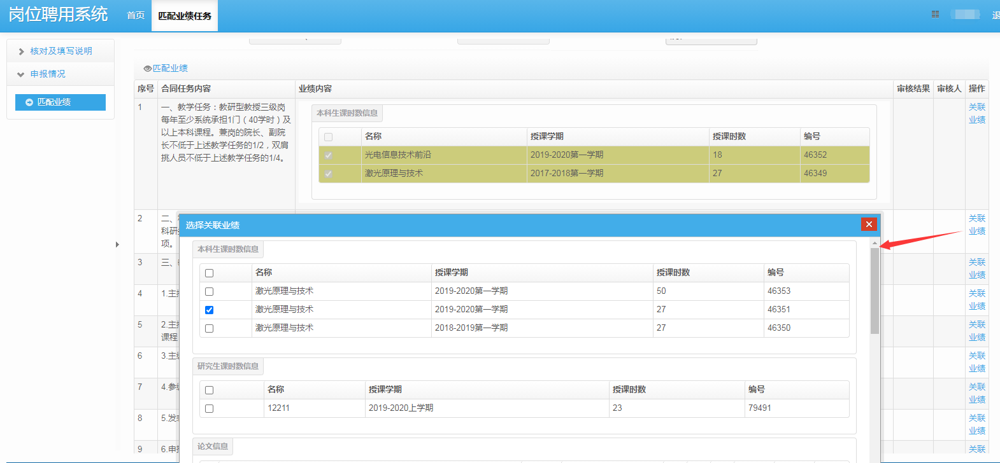 岗位聘用系统 首页 匹配业绩任务 退
核对及填写说明
申报情况
匹配业绩
匹配业绩
序号 合同任务内容 业绩内容 审核结果 审核人 操作
1 一、教学任务：教研型教授三级岗
每年至少系统承担1门（40学时）及
以上本科课程。兼岗的院长、副院
长不低于上述教学任务的1/2，双肩
挑人员不低于上述教学任务的1/4。
本科生课时数信息
名称 授课学期 授课时数 编号
光电信息技术前沿 2019-2020第一学期 18 46352
激光原理与技术 2017-2018第一学期 27 46349
关联
业绩
2 二、
科研
项。
关联
业绩
3 三、
关联
业绩
4 1.主
关联
业绩
5 2.主
课程
关联
业绩
6 3.主
关联
业绩
7 4.参
关联
业绩
8 5.发
关联
业绩
9 6.申
关联
选择关联业绩
本科生课时数信息
名称 授课学期 授课时数 编号
激光原理与技术 2019-2020第一学期 50 46353
激光原理与技术 2019-2020第一学期 27 46351
激光原理与技术 2018-2019第一学期 27 46350
研究生课时数信息
名称 授课学期 授课时数 编号
12211 2019-2020上学期 23 79491
论文信息